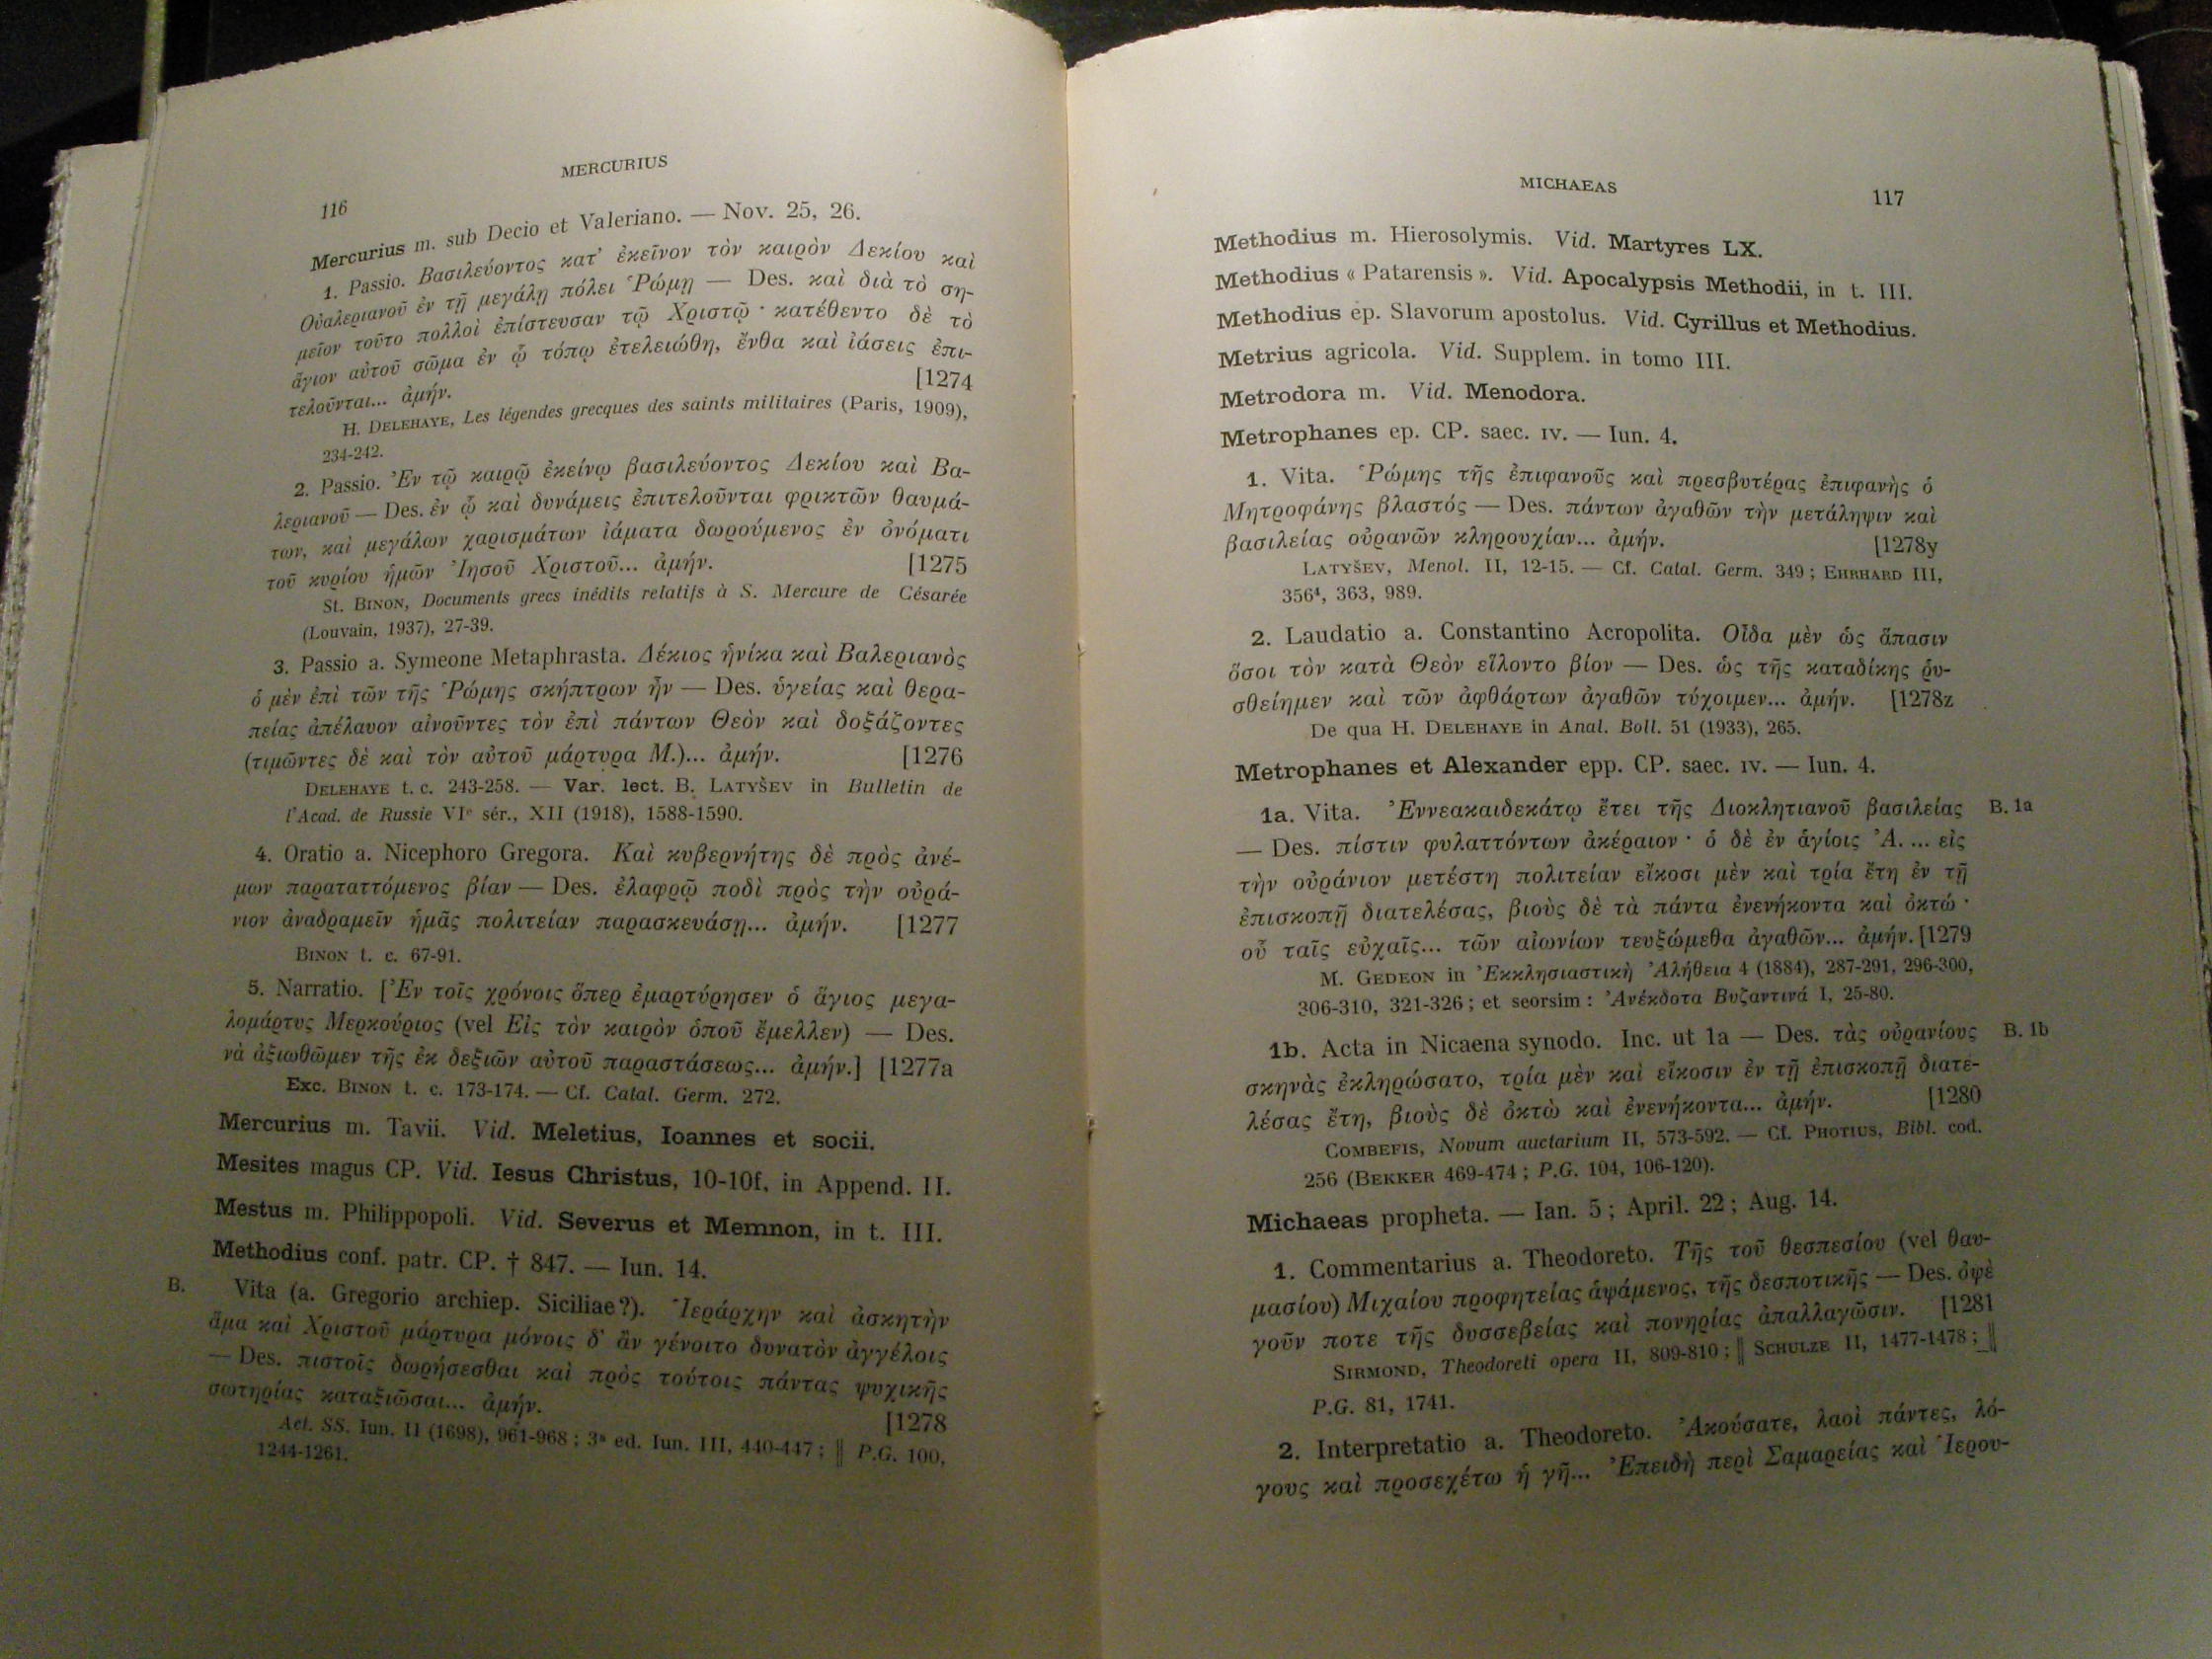 MERCURIUS
116
Mercurius m. sub Decio et Valeriano. — Nov. 25, 26.
1. Passio. Βασιλεύοντος κατ’ ἐκεῖνον τὸν καιρὸν Δεκίου καὶ
Οὐαλεριανοῦ ἐν τῇ μεγάλῃ πόλει Ῥώμῃ — Des. καὶ διὰ τὸ ση-
μεῖον τοῦτο πολλοὶ ἐπίστευσαν τῷ Χριστῷ · κατέθεντο δὲ τὸ
ἅγιον αὐτοῦ σῶμα ἐν ᾧ τόπῳ ἐτελειώθη, ἔνθα καὶ ἰάσεις ἐπι-
τελοῦνται... ἀμήν. [1274
H. DELEHAYE, Les légendes grecques des saints militaires (Paris, 1909),
234-242.
2. Passio. Ἐν τῷ καιρῷ ἐκείνῳ βασιλεύοντος Δεκίου καὶ Βα-
λεριανοῦ — Des. ἐν ᾧ καὶ δυνάμεις ἐπιτελοῦνται φρικτῶν θαυμά-
των, καὶ μεγάλων χαρισμάτων ἰάματα δωρούμενος ἐν ὀνόματι
τοῦ κυρίου ἡμῶν Ἰησοῦ Χριστοῦ... ἀμήν. [1275
St. BINON, Documents grecs inédits relatifs à S. Mercure de Césarée
(Louvain, 1937), 27-39.
3. Passio a. Symeone Metaphrasta. Δέκιος ἡνίκα καὶ Βαλεριανὸς
ὁ μὲν ἐπὶ τῶν τῆς Ῥώμης σκήπτρων ἦν — Des. ὑγείας καὶ θερα-
πείας ἀπέλαυον αἰνοῦντες τὸν ἐπὶ πάντων Θεὸν καὶ δοξάζοντες
(τιμῶντες δὲ καὶ τὸν αὐτοῦ μάρτυρα Μ.)... ἀμήν. [1276
DELEHAYE t. c. 243-258. — Var. lect. B. LATYŠEV in Bulletin de
l’Acad. de Russie VIᵉ sér., XII (1918), 1588-1590.
4. Oratio a. Nicephoro Gregora. Καὶ κυβερνήτης δὲ πρὸς ἀνέ-
μων παραταττόμενος βίαν — Des. ἐλαφρῷ ποδὶ πρὸς τὴν οὐρά-
νιον ἀναδραμεῖν ἡμᾶς πολιτείαν παρασκευάσῃ... ἀμήν. [1277
BINON t. c. 67-91.
5. Narratio. [Ἐν τοῖς χρόνοις ὅπερ ἐμαρτύρησεν ὁ ἅγιος μεγα-
λομάρτυς Μερκούριος (vel Εἰς τὸν καιρὸν ὁποῦ ἔμελλεν) — Des.
νὰ ἀξιωθῶμεν τῆς ἐκ δεξιῶν αὐτοῦ παραστάσεως... ἀμήν.] [1277a
Exc. BINON t. c. 173-174. — Cf. Catal. Germ. 272.
Mercurius m. Tavii. Vid. Meletius, Ioannes et socii.
Mesites magus CP. Vid. Iesus Christus, 10-10f, in Append. II.
Mestus m. Philippopoli. Vid. Severus et Memnon, in t. III.
Methodius conf. patr. CP. † 847. — Iun. 14.
B. Vita (a. Gregorio archiep. Siciliae?). Ἱεράρχην καὶ ἀσκητὴν
ἅμα καὶ Χριστοῦ μάρτυρα μόνοις δ’ ἂν γένοιτο δυνατὸν ἀγγέλοις
— Des. πιστοῖς δωρήσεσθαι καὶ πρὸς τούτοις πάντας ψυχικῆς
σωτηρίας καταξιῶσαι... ἀμήν. [1278
Act. SS. Iun. II (1698), 961-968 ; 3ᵃ ed. Iun. III, 440-447 ; ‖ P.G. 100,
1244-1261.
MICHAEAS
117
Methodius m. Hierosolymis. Vid. Martyres LX.
Methodius « Patarensis ». Vid. Apocalypsis Methodii, in t. III.
Methodius ep. Slavorum apostolus. Vid. Cyrillus et Methodius.
Metrius agricola. Vid. Supplem. in tomo III.
Metrodora m. Vid. Menodora.
Metrophanes ep. CP. saec. IV. — Iun. 4.
1. Vita. Ῥώμης τῆς ἐπιφανοῦς καὶ πρεσβυτέρας ἐπιφανὴς ὁ
Μητροφάνης βλαστός — Des. πάντων ἀγαθῶν τὴν μετάληψιν καὶ
βασιλείας οὐρανῶν κληρουχίαν... ἀμήν. [1278y
LATYŠEV, Menol. II, 12-15. — Cf. Catal. Germ. 349 ; EHRHARD III,
356⁴, 363, 989.
2. Laudatio a. Constantino Acropolita. Οἶδα μὲν ὡς ἅπασιν
ὅσοι τὸν κατὰ Θεὸν εἵλοντο βίον — Des. ὡς τῆς καταδίκης ῥυ-
σθείημεν καὶ τῶν ἀφθάρτων ἀγαθῶν τύχοιμεν... ἀμήν. [1278z
De qua H. DELEHAYE in Anal. Boll. 51 (1933), 265.
Metrophanes et Alexander epp. CP. saec. IV. — Iun. 4.
1a. Vita. Ἐννεακαιδεκάτῳ ἔτει τῆς Διοκλητιανοῦ βασιλείας B. 1a
— Des. πίστιν φυλαττόντων ἀκέραιον · ὁ δὲ ἐν ἁγίοις Ἀ. ... εἰς
τὴν οὐράνιον μετέστη πολιτείαν εἴκοσι μὲν καὶ τρία ἔτη ἐν τῇ
ἐπισκοπῇ διατελέσας, βιοὺς δὲ τὰ πάντα ἐνενήκοντα καὶ ὀκτώ ·
οὗ ταῖς εὐχαῖς... τῶν αἰωνίων τευξώμεθα ἀγαθῶν... ἀμήν. [1279
M. GEDEON in Ἐκκλησιαστικὴ Ἀλήθεια 4 (1884), 287-291, 296-300,
306-310, 321-326 ; et seorsim : Ἀνέκδοτα Βυζαντινά I, 25-80.
1b. Acta in Nicaena synodo. Inc. ut 1a — Des. τὰς οὐρανίους B. 1b
σκηνὰς ἐκληρώσατο, τρία μὲν καὶ εἴκοσιν ἐν τῇ ἐπισκοπῇ διατε-
λέσας ἔτη, βιοὺς δὲ ὀκτὼ καὶ ἐνενήκοντα... ἀμήν. [1280
COMBEFIS, Novum auctarium II, 573-592. — Cf. PHOTIUS, Bibl. cod.
256 (BEKKER 469-474 ; P.G. 104, 106-120).
Michaeas propheta. — Ian. 5 ; April. 22 ; Aug. 14.
1. Commentarius a. Theodoreto. Τῆς τοῦ θεσπεσίου (vel θαυ-
μασίου) Μιχαίου προφητείας ἁψάμενος, τῆς δεσποτικῆς — Des. ὀψὲ
γοῦν ποτε τῆς δυσσεβείας καὶ πονηρίας ἀπαλλαγῶσιν. [1281
SIRMOND, Theodoreti opera II, 809-810 ; ‖ SCHULZE II, 1477-1478 ; ‖
P.G. 81, 1741.
2. Interpretatio a. Theodoreto. Ἀκούσατε, λαοὶ πάντες, λό-
γους καὶ προσεχέτω ἡ γῆ... Ἐπειδὴ περὶ Σαμαρείας καὶ Ἱερου-